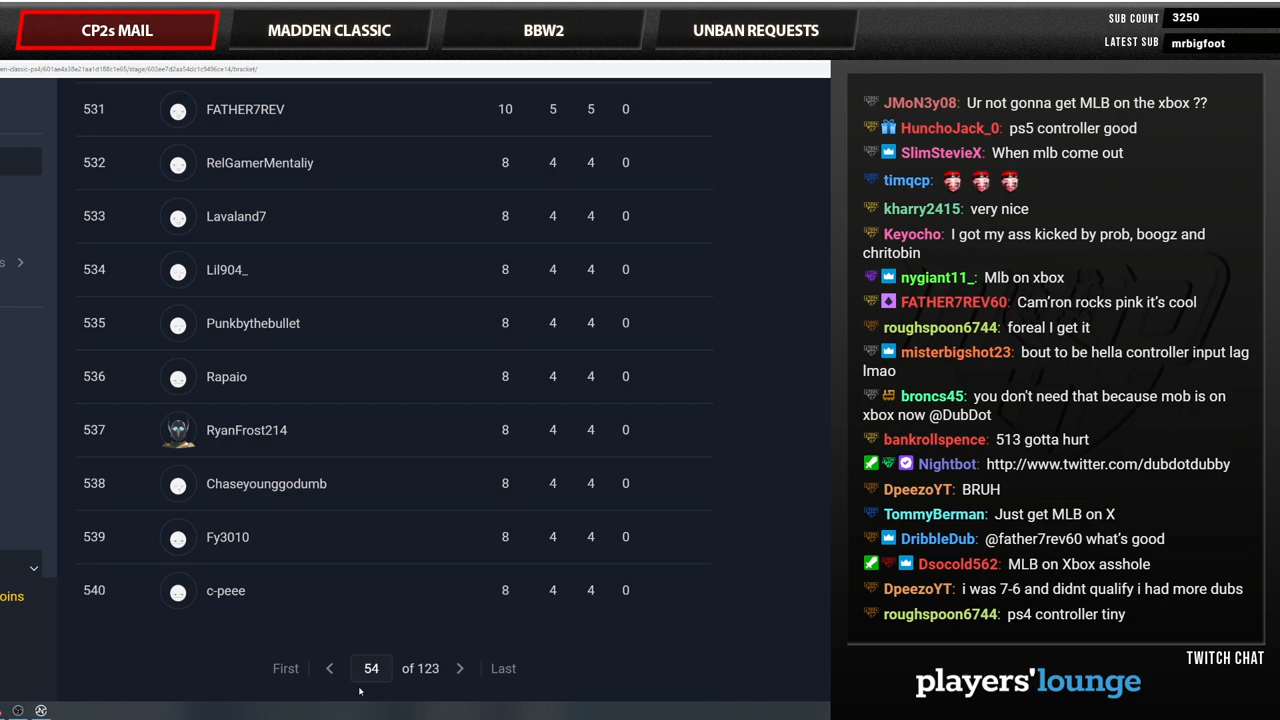 CP2s MAIL
MADDEN CLASSIC
BBW2
UNBAN REQUESTS
SUB COUNT 3250
LATEST SUB mrbigfoot
en-classic-ps4/601ae4a38e21aa1d188c1e65/stage/602ee7d2aa54dc1c9496ce14/bracket/
531 FATHER7REV 10 5 5 0
532 RelGamerMentaliy 8 4 4 0
533 Lavaland7 8 4 4 0
534 Lil904_ 8 4 4 0
535 Punkbythebullet 8 4 4 0
536 Rapaio 8 4 4 0
537 RyanFrost214 8 4 4 0
538 Chaseyounggodumb 8 4 4 0
539 Fy3010 8 4 4 0
540 c-peee 8 4 4 0
s
oins
First 54 of 123 Last
JMoN3y08: Ur not gonna get MLB on the xbox ??
HunchoJack_0: ps5 controller good
SlimStevieX: When mlb come out
timqcp:
kharry2415: very nice
Keyocho: I got my ass kicked by prob, boogz and
chritobin
nygiant11_: Mlb on xbox
FATHER7REV60: Cam’ron rocks pink it’s cool
roughspoon6744: foreal I get it
misterbigshot23: bout to be hella controller input lag
lmao
broncs45: you don't need that because mob is on
xbox now @DubDot
bankrollspence: 513 gotta hurt
Nightbot: http://www.twitter.com/dubdotdubby
DpeezoYT: BRUH
TommyBerman: Just get MLB on X
DribbleDub: @father7rev60 what’s good
Dsocold562: MLB on Xbox asshole
DpeezoYT: i was 7-6 and didnt qualify i had more dubs
roughspoon6744: ps4 controller tiny
TWITCH CHAT
players'lounge